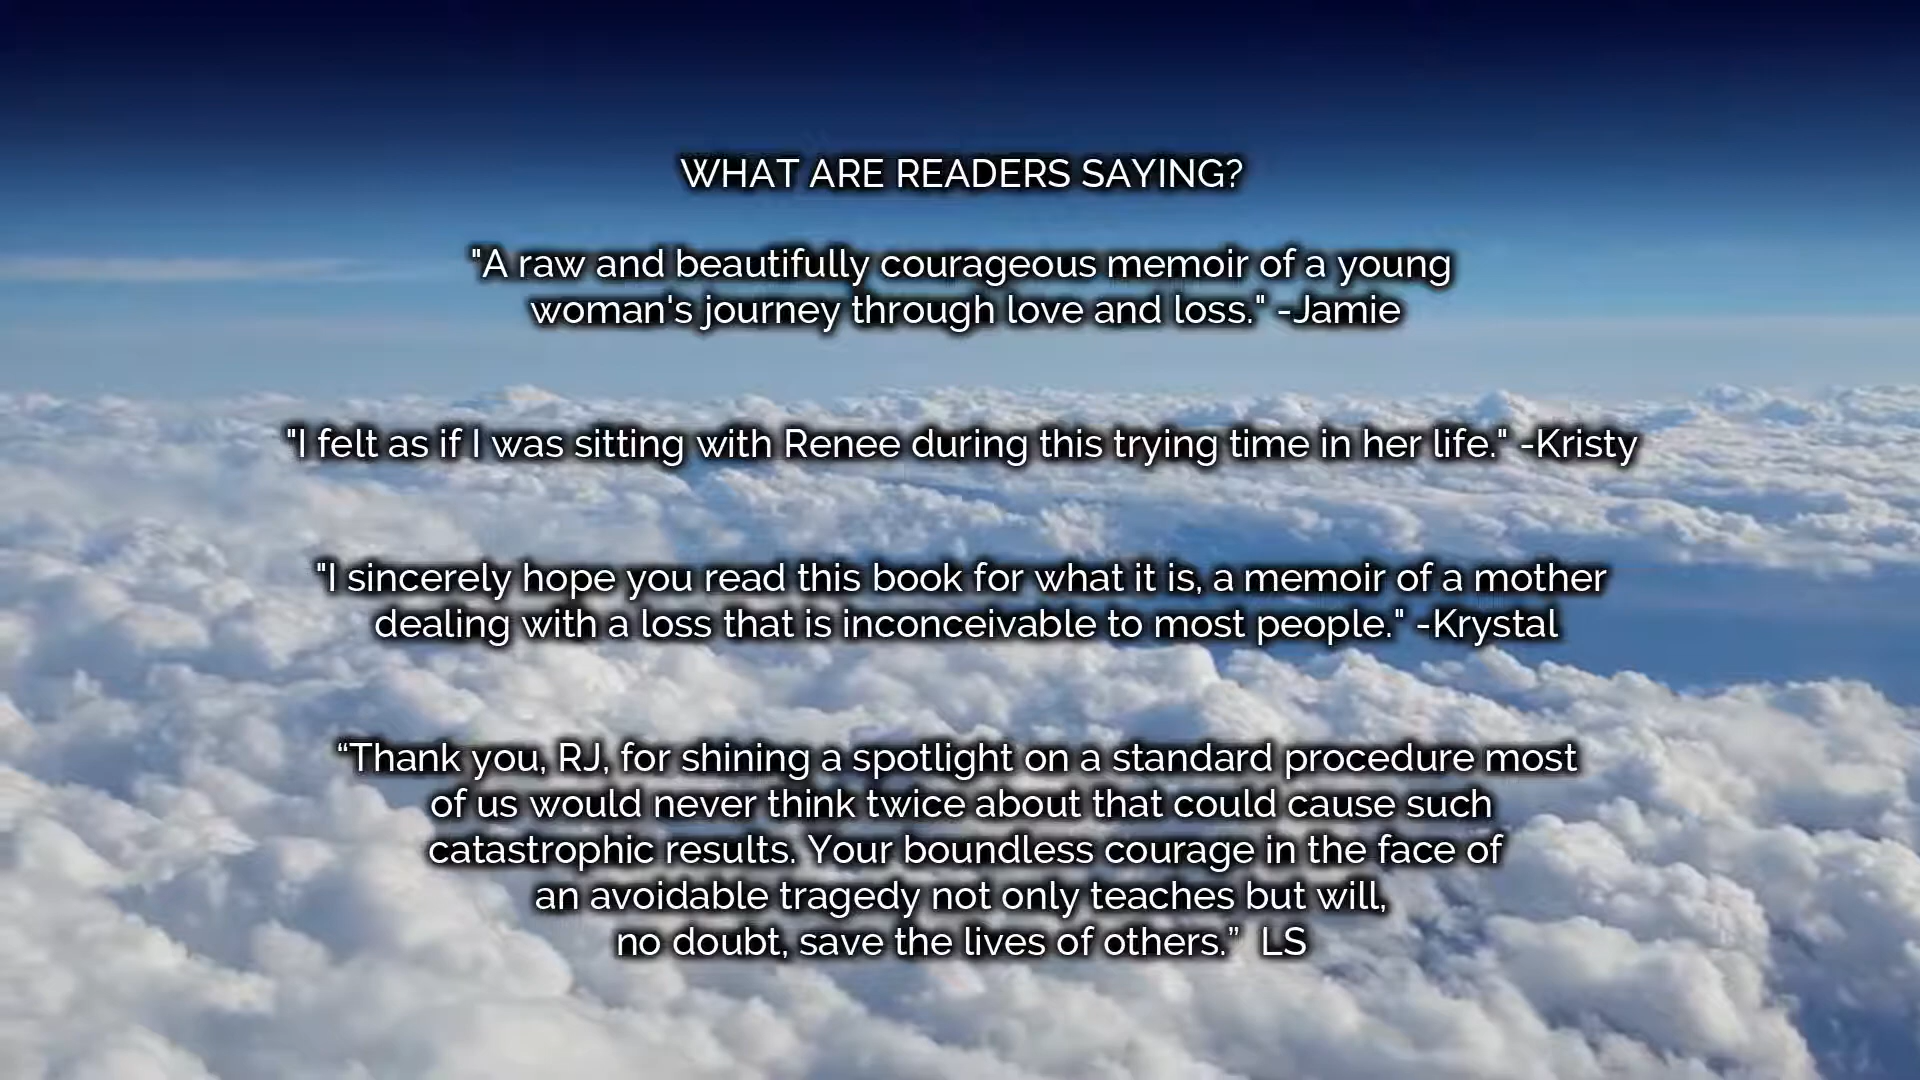 WHAT ARE READERS SAYING?
"A raw and beautifully courageous memoir of a young
woman's journey through love and loss." -Jamie
"I felt as if I was sitting with Renee during this trying time in her life." -Kristy
"I sincerely hope you read this book for what it is, a memoir of a mother
dealing with a loss that is inconceivable to most people." -Krystal
“Thank you, RJ, for shining a spotlight on a standard procedure most
of us would never think twice about that could cause such
catastrophic results. Your boundless courage in the face of
an avoidable tragedy not only teaches but will,
no doubt, save the lives of others.” LS